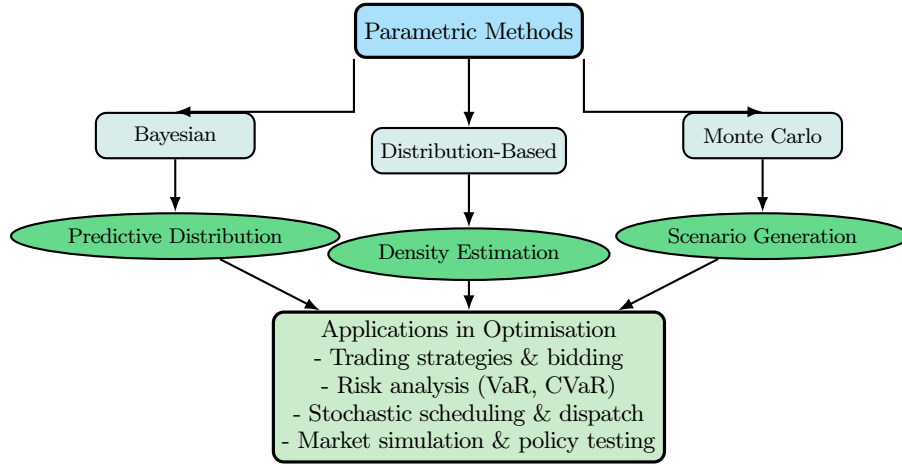 Parametric Methods
Bayesian
Distribution-Based
Monte Carlo
Predictive Distribution
Density Estimation
Scenario Generation
Applications in Optimisation
- Trading strategies & bidding
- Risk analysis (VaR, CVaR)
- Stochastic scheduling & dispatch
- Market simulation & policy testing